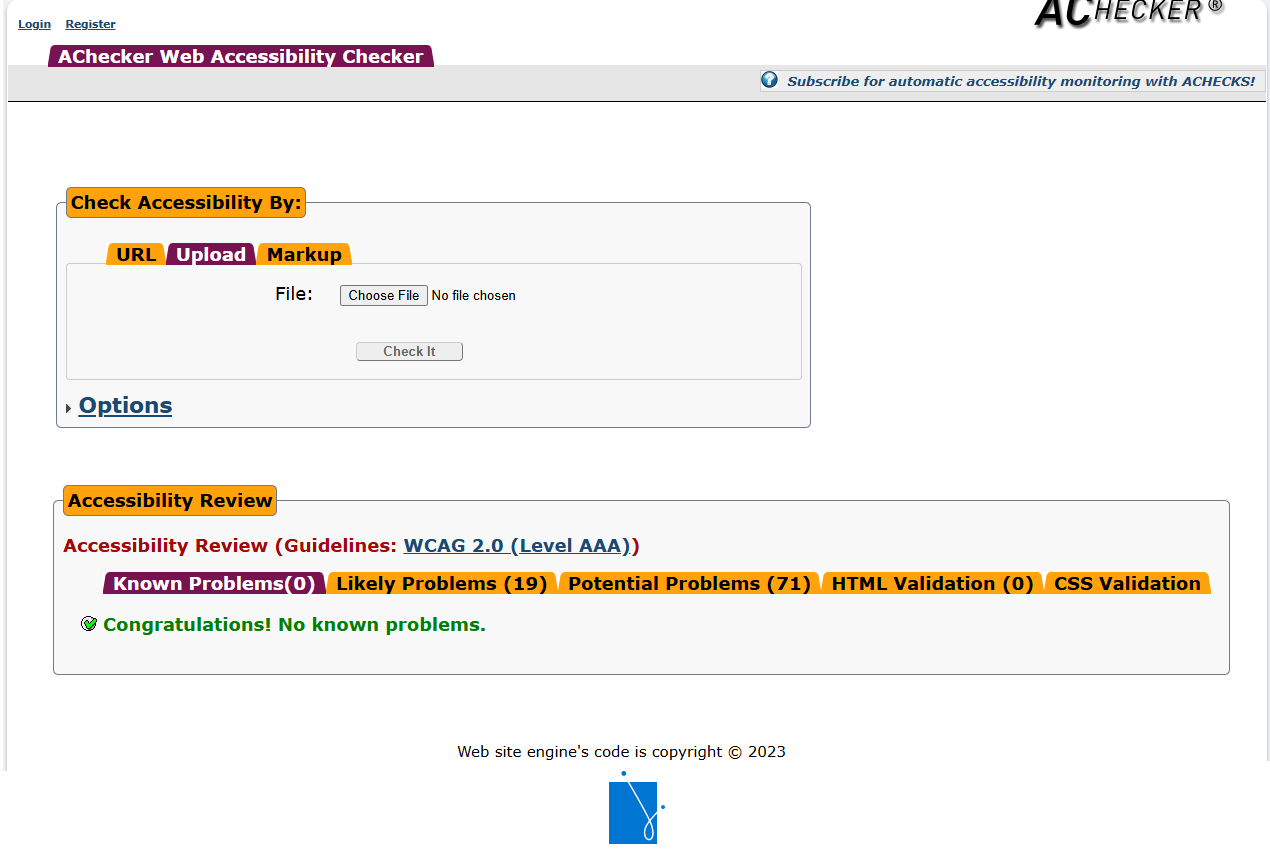 Login Register
ACHECKER ®
AChecker Web Accessibility Checker
Subscribe for automatic accessibility monitoring with ACHECKS!
Check Accessibility By:
URL Upload Markup
File: Choose File No file chosen
Check It
Options
Accessibility Review
Accessibility Review (Guidelines: WCAG 2.0 (Level AAA))
Known Problems(0) Likely Problems (19) Potential Problems (71) HTML Validation (0) CSS Validation
Congratulations! No known problems.
Web site engine's code is copyright © 2023